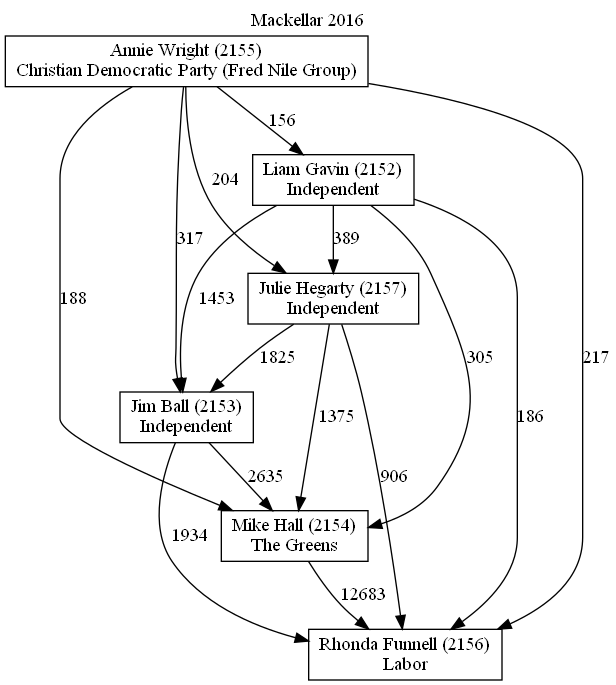 Mackellar 2016
Annie Wright (2155)
Christian Democratic Party (Fred Nile Group)
156
Liam Gavin (2152)
Independent
204
317
389
188
1453
Julie Hegarty (2157)
Independent
305
217
1825
1375
186
Jim Ball (2153)
Independent
2635
906
1934
Mike Hall (2154)
The Greens
12683
Rhonda Funnell (2156)
Labor